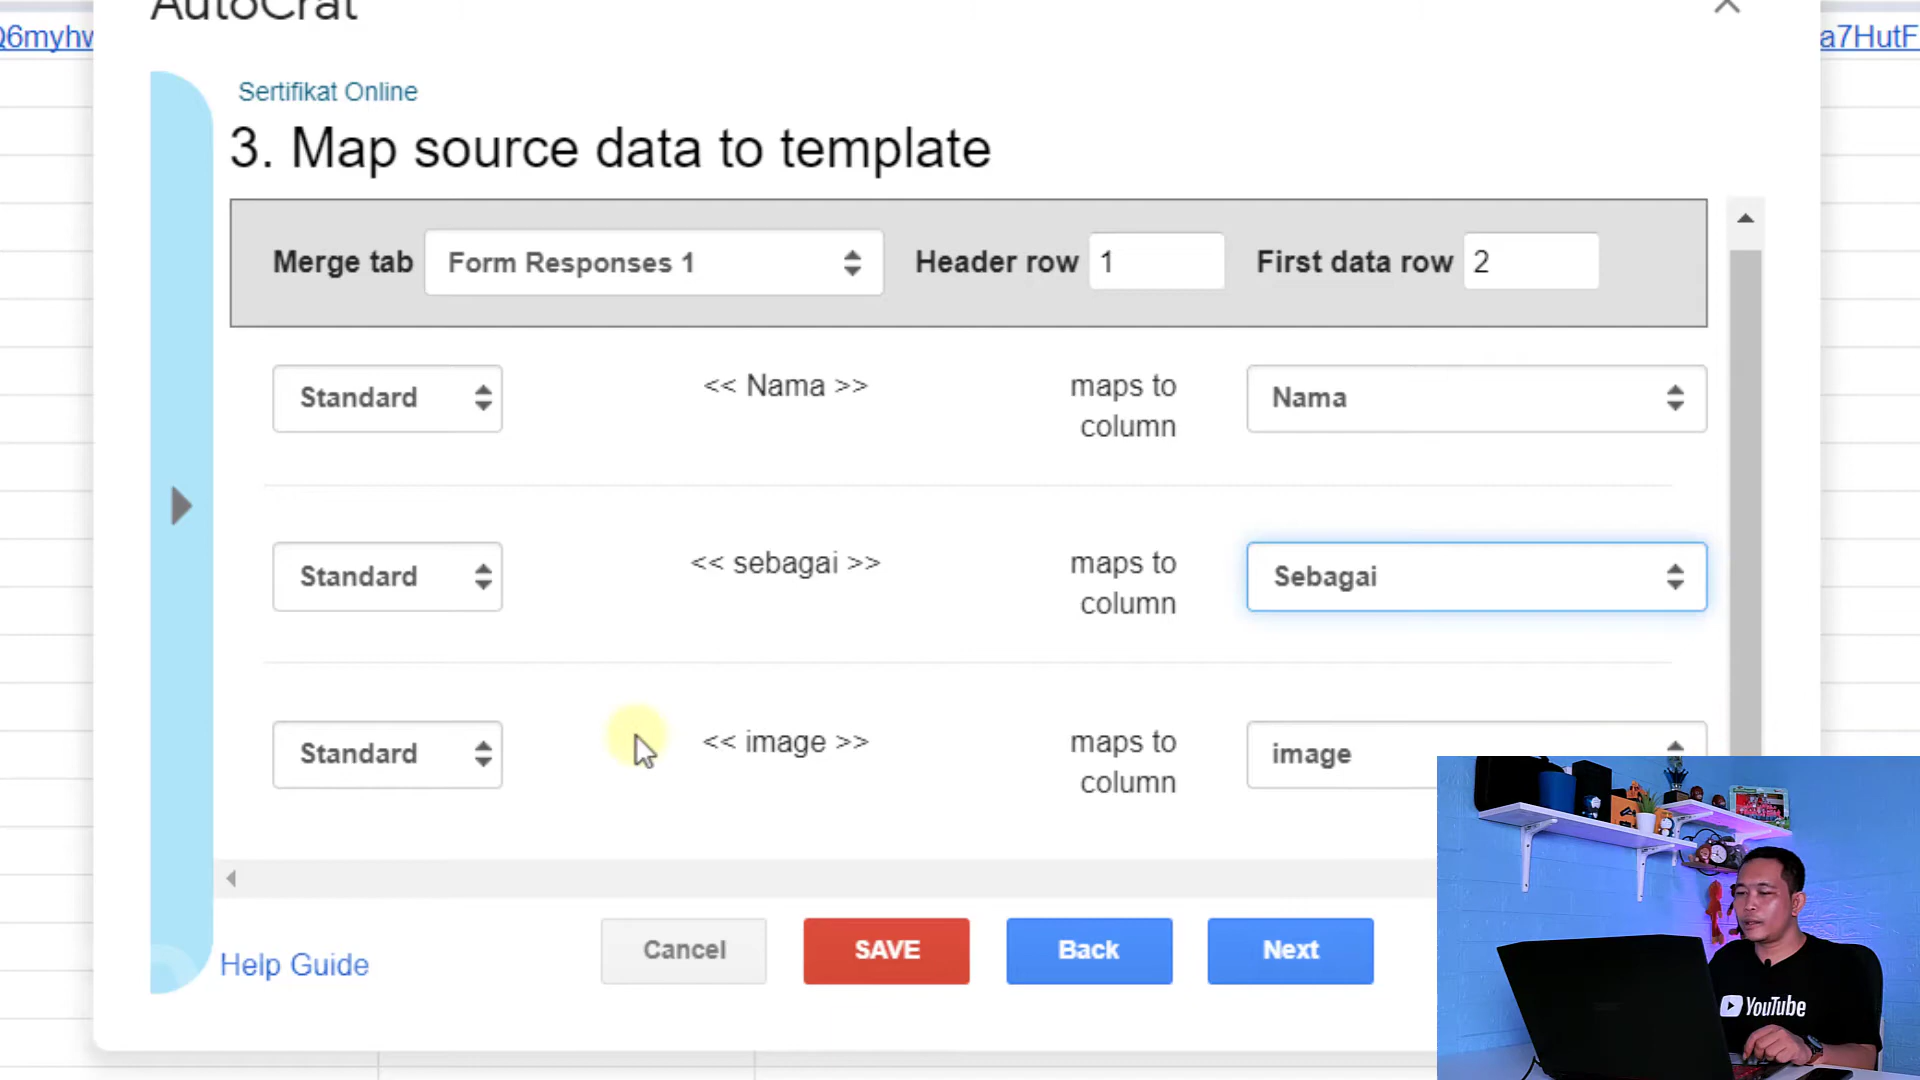 AutoCrat
Q6myhv
a7HutF
Sertifikat Online
3. Map source data to template
Merge tab Form Responses 1 Header row 1 First data row 2
Standard << Nama >> maps to column Nama
Standard << sebagai >> maps to column Sebagai
Standard << image >> maps to column image
Help Guide Cancel SAVE Back Next
YouTube